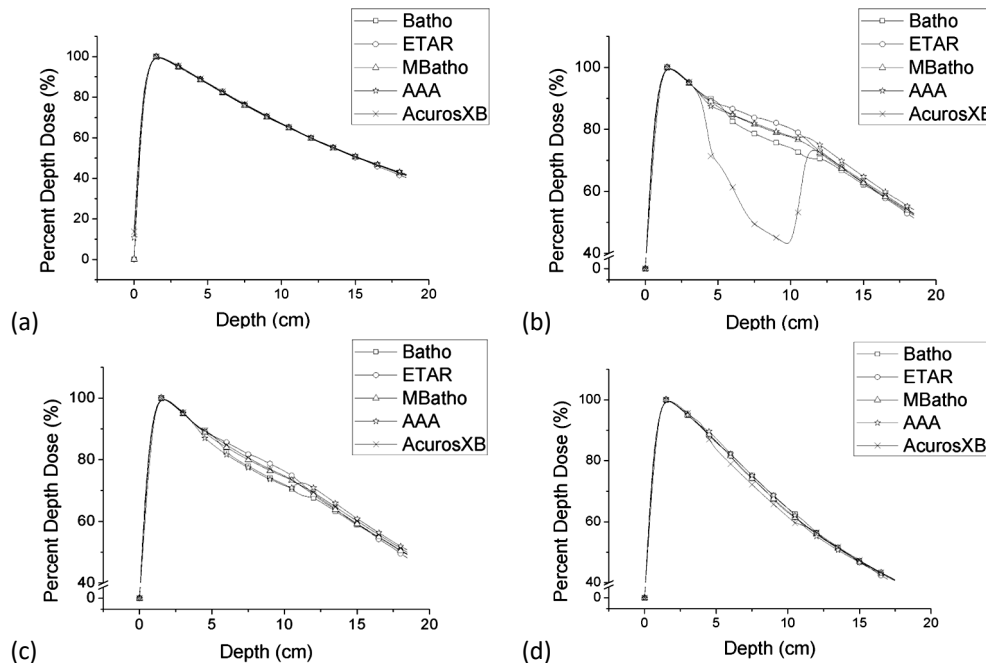 Batho
ETAR
MBatho
AAA
AcurosXB
Percent Depth Dose (%)
100
80
60
40
20
0
0
5
10
15
20
Depth (cm)
(a)
Batho
ETAR
MBatho
AAA
AcurosXB
Percent Depth Dose (%)
100
80
60
40
0
0
5
10
15
20
Depth (cm)
(b)
Batho
ETAR
MBatho
AAA
AcurosXB
Percent Depth Dose (%)
100
80
60
40
0
0
5
10
15
20
Depth (cm)
(c)
Batho
ETAR
MBatho
AAA
AcurosXB
Percent Depth Dose (%)
100
80
60
40
0
0
5
10
15
20
Depth (cm)
(d)